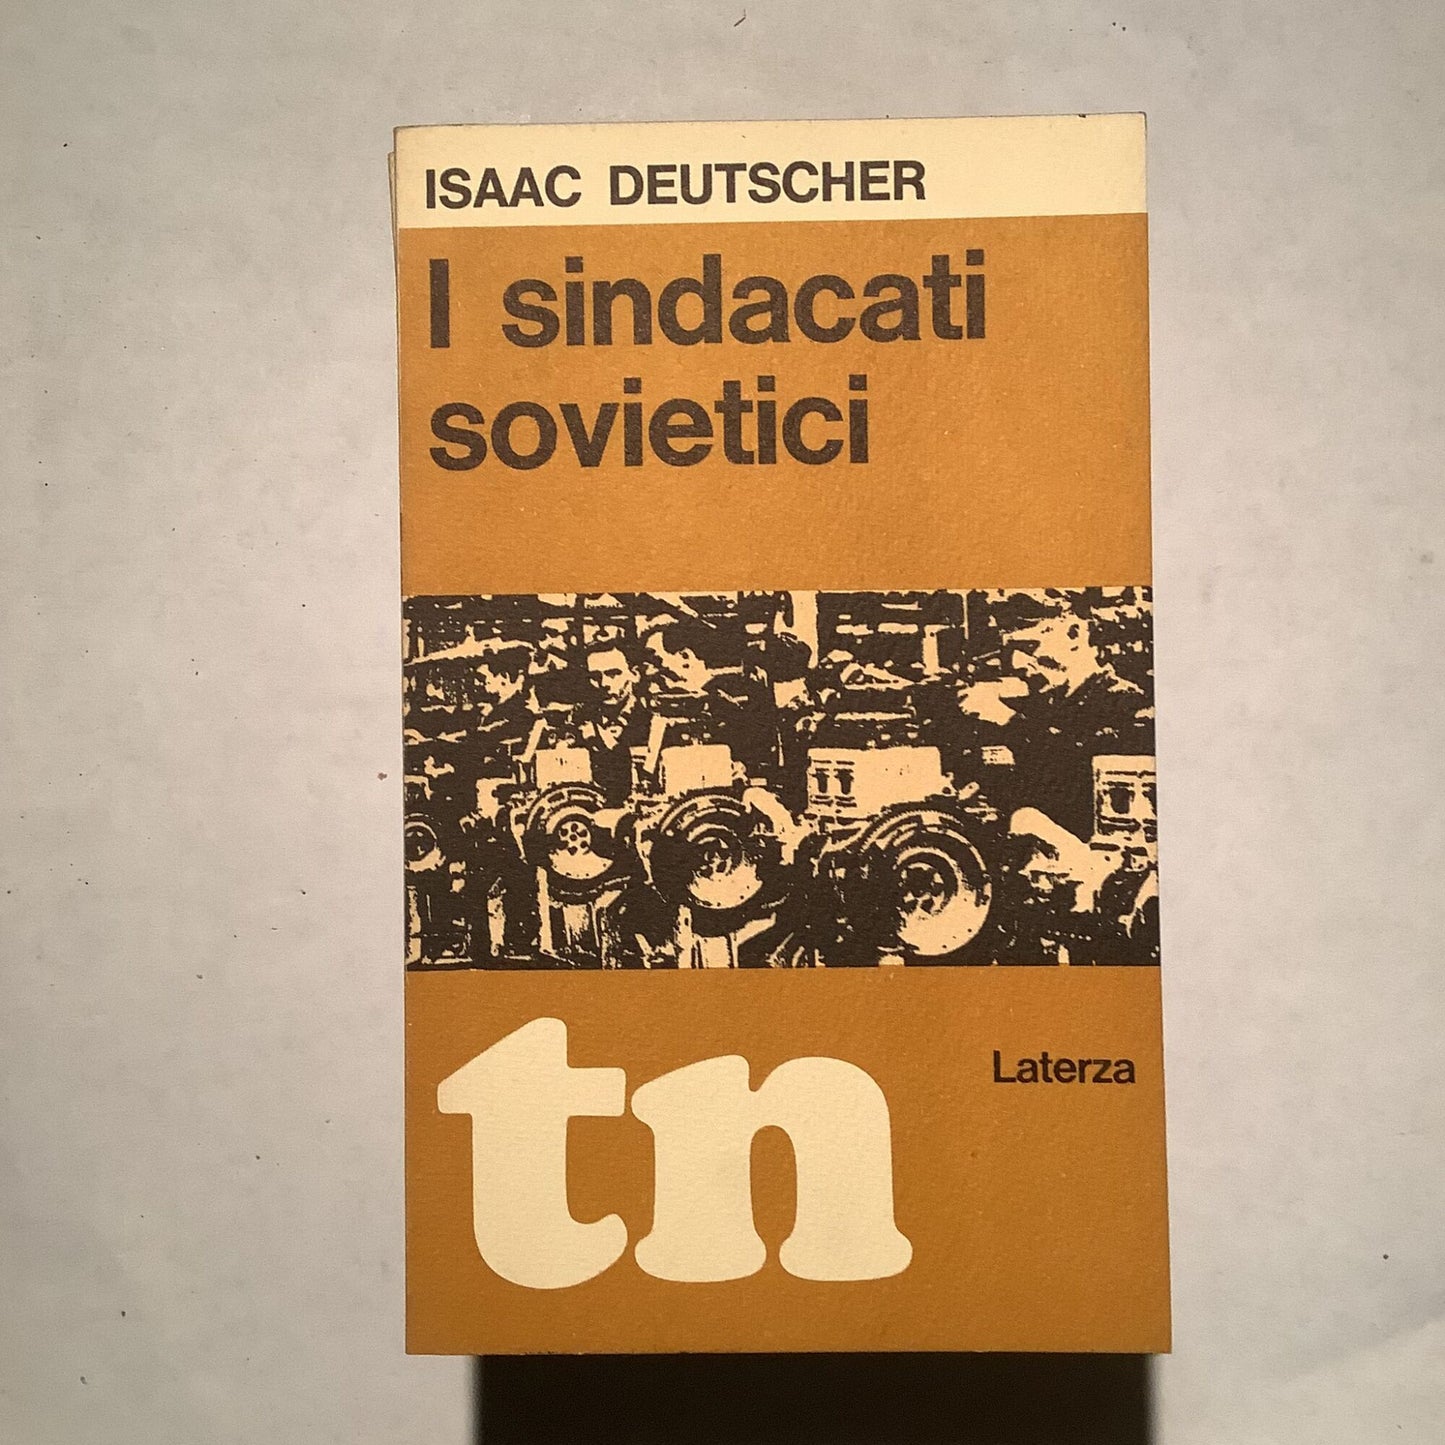 ISAAC DEUTSCHER
I sindacati
sovietici
Laterza
tn